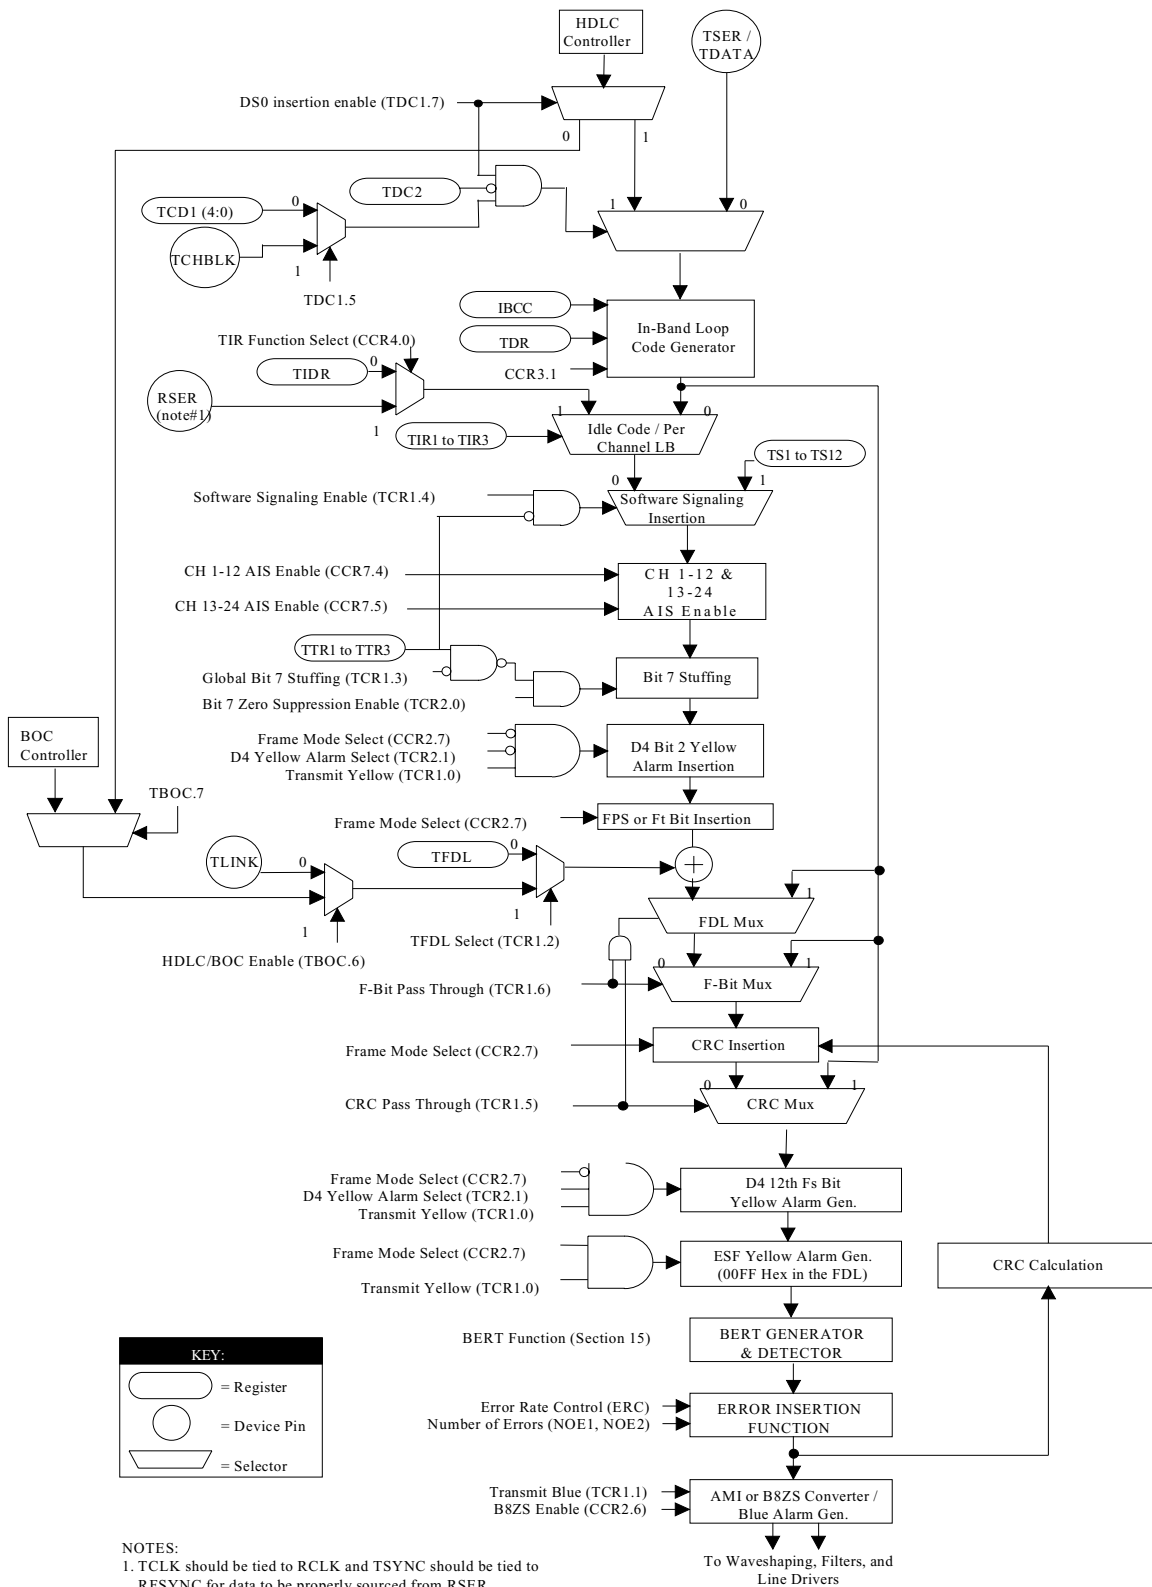 HDLC
Controller
TSER /
TDATA
DS0 insertion enable (TDC1.7)
0
1
TDC2
TCD1 (4:0)
0
1
0
TCHBLK
1
TDC1.5
IBCC
In-Band Loop
Code Generator
TDR
TIR Function Select (CCR4.0)
0
TIDR
CCR3.1
RSER
(note#1)
1
1
0
Idle Code / Per
Channel LB
TIR1 to TIR3
TS1 to TS12
0
1
Software Signaling Enable (TCR1.4)
Software Signaling
Insertion
CH 1-12 AIS Enable (CCR7.4)
CH 1-12 &
13-24
AIS Enable
CH 13-24 AIS Enable (CCR7.5)
TTR1 to TTR3
Global Bit 7 Stuffing (TCR1.3)
Bit 7 Stuffing
Bit 7 Zero Suppression Enable (TCR2.0)
BOC
Controller
Frame Mode Select (CCR2.7)
D4 Yellow Alarm Select (TCR2.1)
Transmit Yellow (TCR1.0)
D4 Bit 2 Yellow
Alarm Insertion
TBOC.7
Frame Mode Select (CCR2.7)
FPS or Ft Bit Insertion
TLINK
0
TFDL
0
1
1
1
FDL Mux
TFDL Select (TCR1.2)
HDLC/BOC Enable (TBOC.6)
0
1
F-Bit Pass Through (TCR1.6)
F-Bit Mux
Frame Mode Select (CCR2.7)
CRC Insertion
0
1
CRC Pass Through (TCR1.5)
CRC Mux
Frame Mode Select (CCR2.7)
D4 Yellow Alarm Select (TCR2.1)
Transmit Yellow (TCR1.0)
D4 12th Fs Bit
Yellow Alarm Gen.
Frame Mode Select (CCR2.7)
Transmit Yellow (TCR1.0)
ESF Yellow Alarm Gen.
(00FF Hex in the FDL)
CRC Calculation
BERT Function (Section 15)
BERT GENERATOR
& DETECTOR
KEY:
= Register
= Device Pin
= Selector
Error Rate Control (ERC)
Number of Errors (NOE1, NOE2)
ERROR INSERTION
FUNCTION
Transmit Blue (TCR1.1)
B8ZS Enable (CCR2.6)
AMI or B8ZS Converter /
Blue Alarm Gen.
To Waveshaping, Filters, and
Line Drivers
NOTES:
1. TCLK should be tied to RCLK and TSYNC should be tied to
RFSYNC for data to be properly sourced from RSER